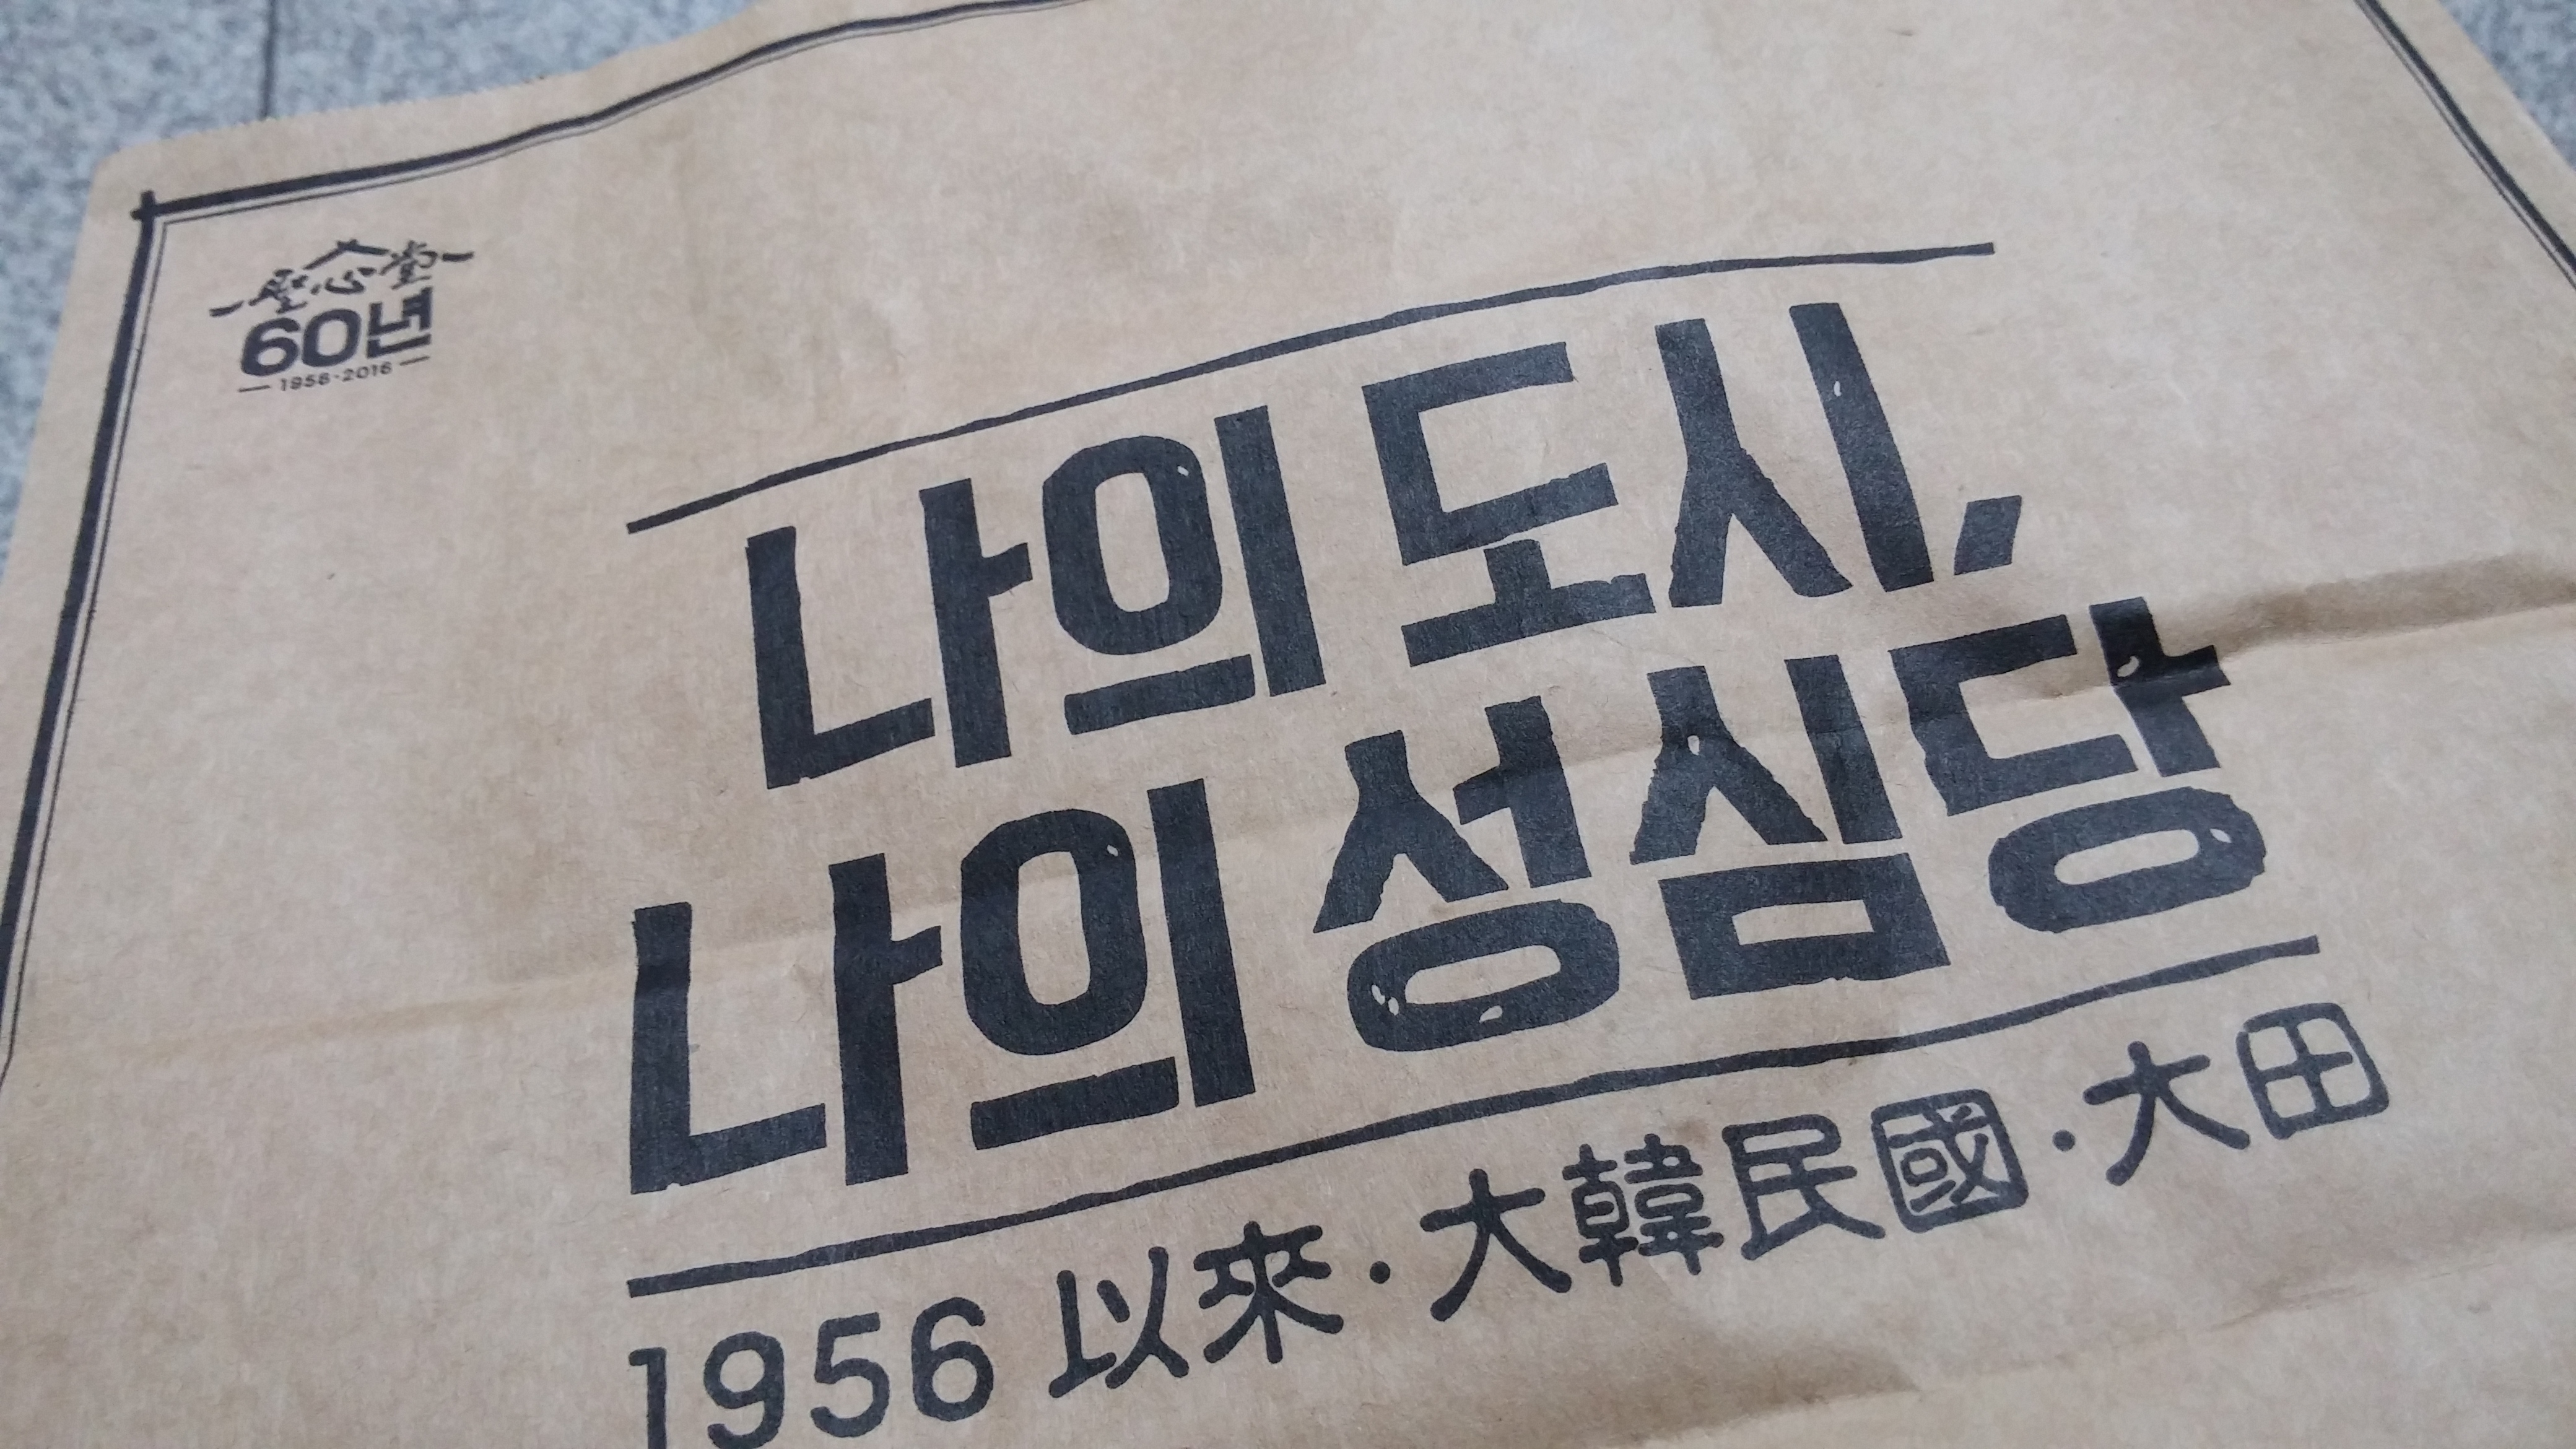 聖心堂
60년
1956-2016
나의 도시,
나의 성심당
1956 以來·大韓民國·大田